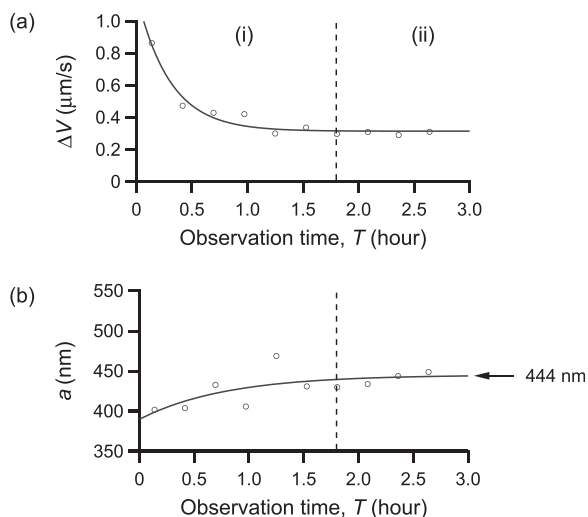 (a)
1.0
0.8
0.6
0.4
0.2
0
ΔV (μm/s)
(i)
(ii)
0 0.5 1.0 1.5 2.0 2.5 3.0
Observation time, T (hour)
(b)
550
500
450
400
350
a (nm)
444 nm
0 0.5 1.0 1.5 2.0 2.5 3.0
Observation time, T (hour)